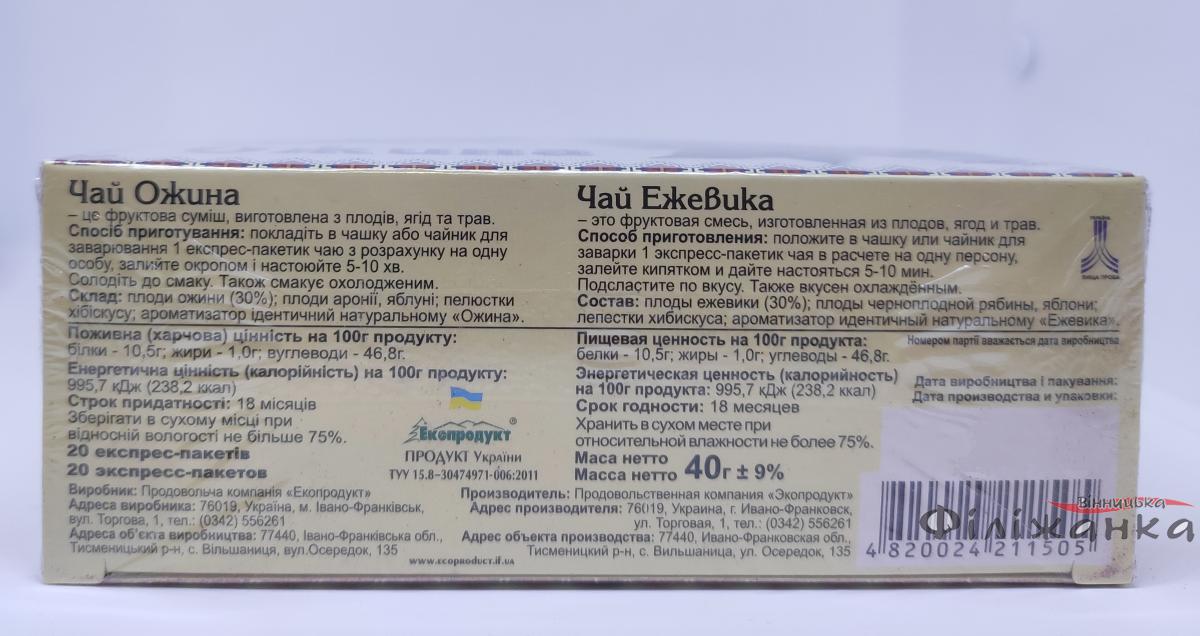 Чай Ожина
– це фруктова суміш, виготовлена з плодів, ягід та трав.
Спосіб приготування: покладіть в чашку або чайник для
заварювання 1 експрес-пакетик чаю з розрахунку на одну
особу, залийте окропом і настоюйте 5-10 хв.
Солодіть до смаку. Також смакує охолодженим.
Склад: плоди ожини (30%); плоди аронії, яблуні; пелюстки
хібіскусу; ароматизатор ідентичний натуральному «Ожина».
Поживна (харчова) цінність на 100г продукту:
білки - 10,5г; жири - 1,0г; вуглеводи - 46,8г.
Енергетична цінність (калорійність) на 100г продукту:
995,7 кДж (238,2 ккал)
Строк придатності: 18 місяців
Зберігати в сухому місці при
відносній вологості не більше 75%.
20 експрес-пакетів
20 экспресс-пакетов
Екопродукт®
ПРОДУКТ України
ТУУ 15.8–30474971-006:2011
Виробник: Продовольча компанія «Екопродукт»
Адреса виробника: 76019, Україна, м. Івано-Франківськ,
вул. Торгова, 1, тел.: (0342) 556261
Адреса об'єкта виробництва: 77440, Івано-Франківська обл.,
Тисменицький р-н, с. Вільшаниця, вул.Осередок, 135
www.ecoproduct.if.ua
Чай Ежевика
– это фруктовая смесь, изготовленная из плодов, ягод и трав.
Способ приготовления: положите в чашку или чайник для
заварки 1 экспресс-пакетик чая в расчете на одну персону,
залейте кипятком и дайте настояться 5-10 мин.
Подсластите по вкусу. Также вкусен охлаждённым.
Состав: плоды ежевики (30%); плоды черноплодной рябины, яблони;
лепестки хибискуса; ароматизатор идентичный натуральному «Ежевика».
Пищевая ценность на 100г продукта:
белки - 10,5г; жиры - 1,0г; углеводы - 46,8г.
Энергетическая ценность (калорийность)
на 100г продукта: 995,7 кДж (238,2 ккал)
Срок годности: 18 месяцев
Хранить в сухом месте при
относительной влажности не более 75%.
Маса нетто
Масса нетто 40г ± 9%
Производитель: Продовольственная компания «Экопродукт»
Адрес производителя: 76019, Украина, г. Ивано-Франковск,
ул. Торговая, 1, тел.: (0342) 556261
Адрес объекта производства: 77440, Ивано-Франковская обл.,
Тисменицкий р-н, с. Вильшаница, ул. Осередок, 135
УКРАЇНА
ВИЩА ПРОБА
Номером партії вважається дата виробництва
Дата виробництва і пакування:
Дата производства и упаковки:
4 820024 211505
Вінницька
Філіжанка